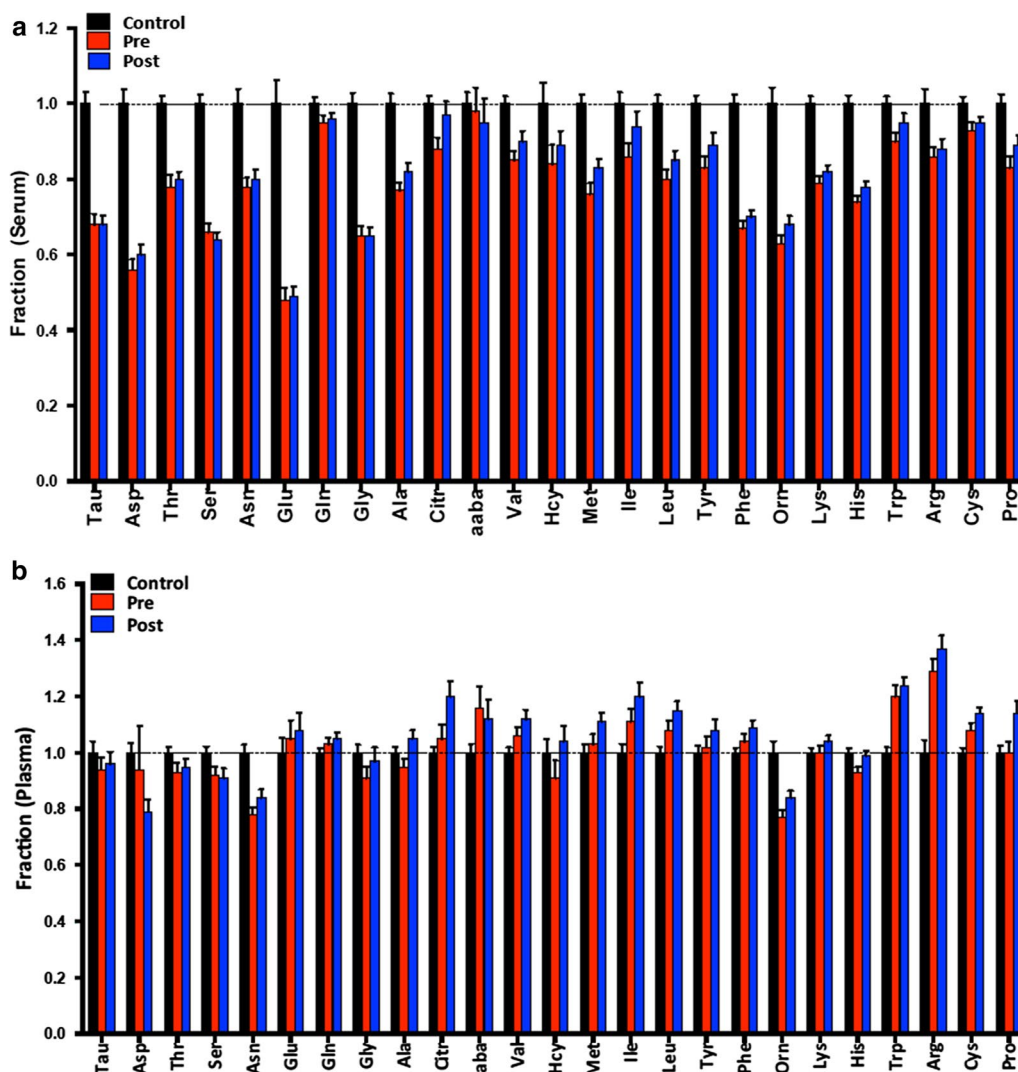 a
Control
Pre
Post
Fraction (Serum)
1.2
1.0
0.8
0.6
0.4
0.2
0.0
Tau Asp Thr Ser Asn Glu Gln Gly Ala Citr aaba Val Hcy Met Ile Leu Tyr Phe Orn Lys His Trp Arg Cys Pro
b
Control
Pre
Post
Fraction (Plasma)
1.6
1.4
1.2
1.0
0.8
0.6
0.4
0.2
0.0
Tau Asp Thr Ser Asn Glu Gln Gly Ala Citr aaba Val Hcy Met Ile Leu Tyr Phe Orn Lys His Trp Arg Cys Pro